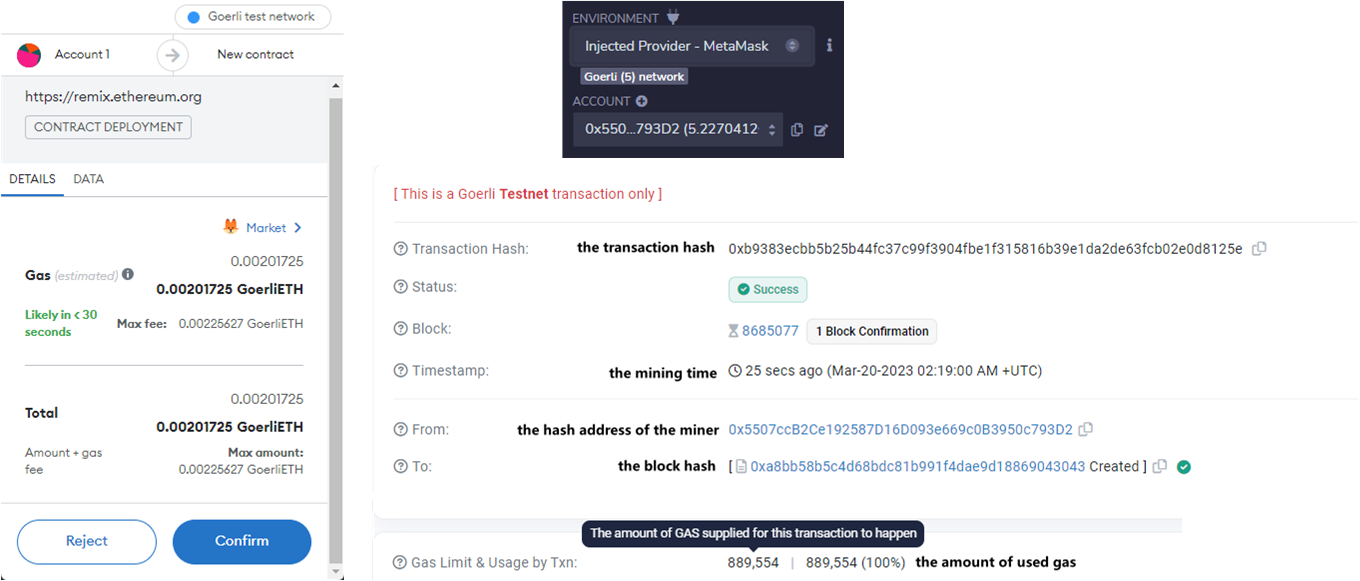 Goerli test network
Account 1
New contract
https://remix.ethereum.org
CONTRACT DEPLOYMENT
DETAILS DATA
Market
0.00201725
Gas (estimated) 0.00201725 GoerliETH
Likely in < 30 seconds
Max fee: 0.00225627 GoerliETH
0.00201725
Total 0.00201725 GoerliETH
Amount + gas fee
Max amount: 0.00225627 GoerliETH
Reject Confirm
ENVIRONMENT
Injected Provider - MetaMask
Goerli (5) network
ACCOUNT
0x550...793D2 (5.2270412
[ This is a Goerli Testnet transaction only ]
Transaction Hash: the transaction hash 0xb9383ecbb5b25b44fc37c99f3904fbe1f315816b39e1da2de63fcb02e0d8125e
Status: Success
Block: 8685077 1 Block Confirmation
Timestamp: the mining time 25 secs ago (Mar-20-2023 02:19:00 AM +UTC)
From: the hash address of the miner 0x5507ccB2Ce192587D16D093e669c0B3950c793D2
To: the block hash [ 0xa8bb58b5c4d68bdc81b991f4dae9d18869043043 Created ]
The amount of GAS supplied for this transaction to happen
Gas Limit & Usage by Txn: 889,554 | 889,554 (100%) the amount of used gas